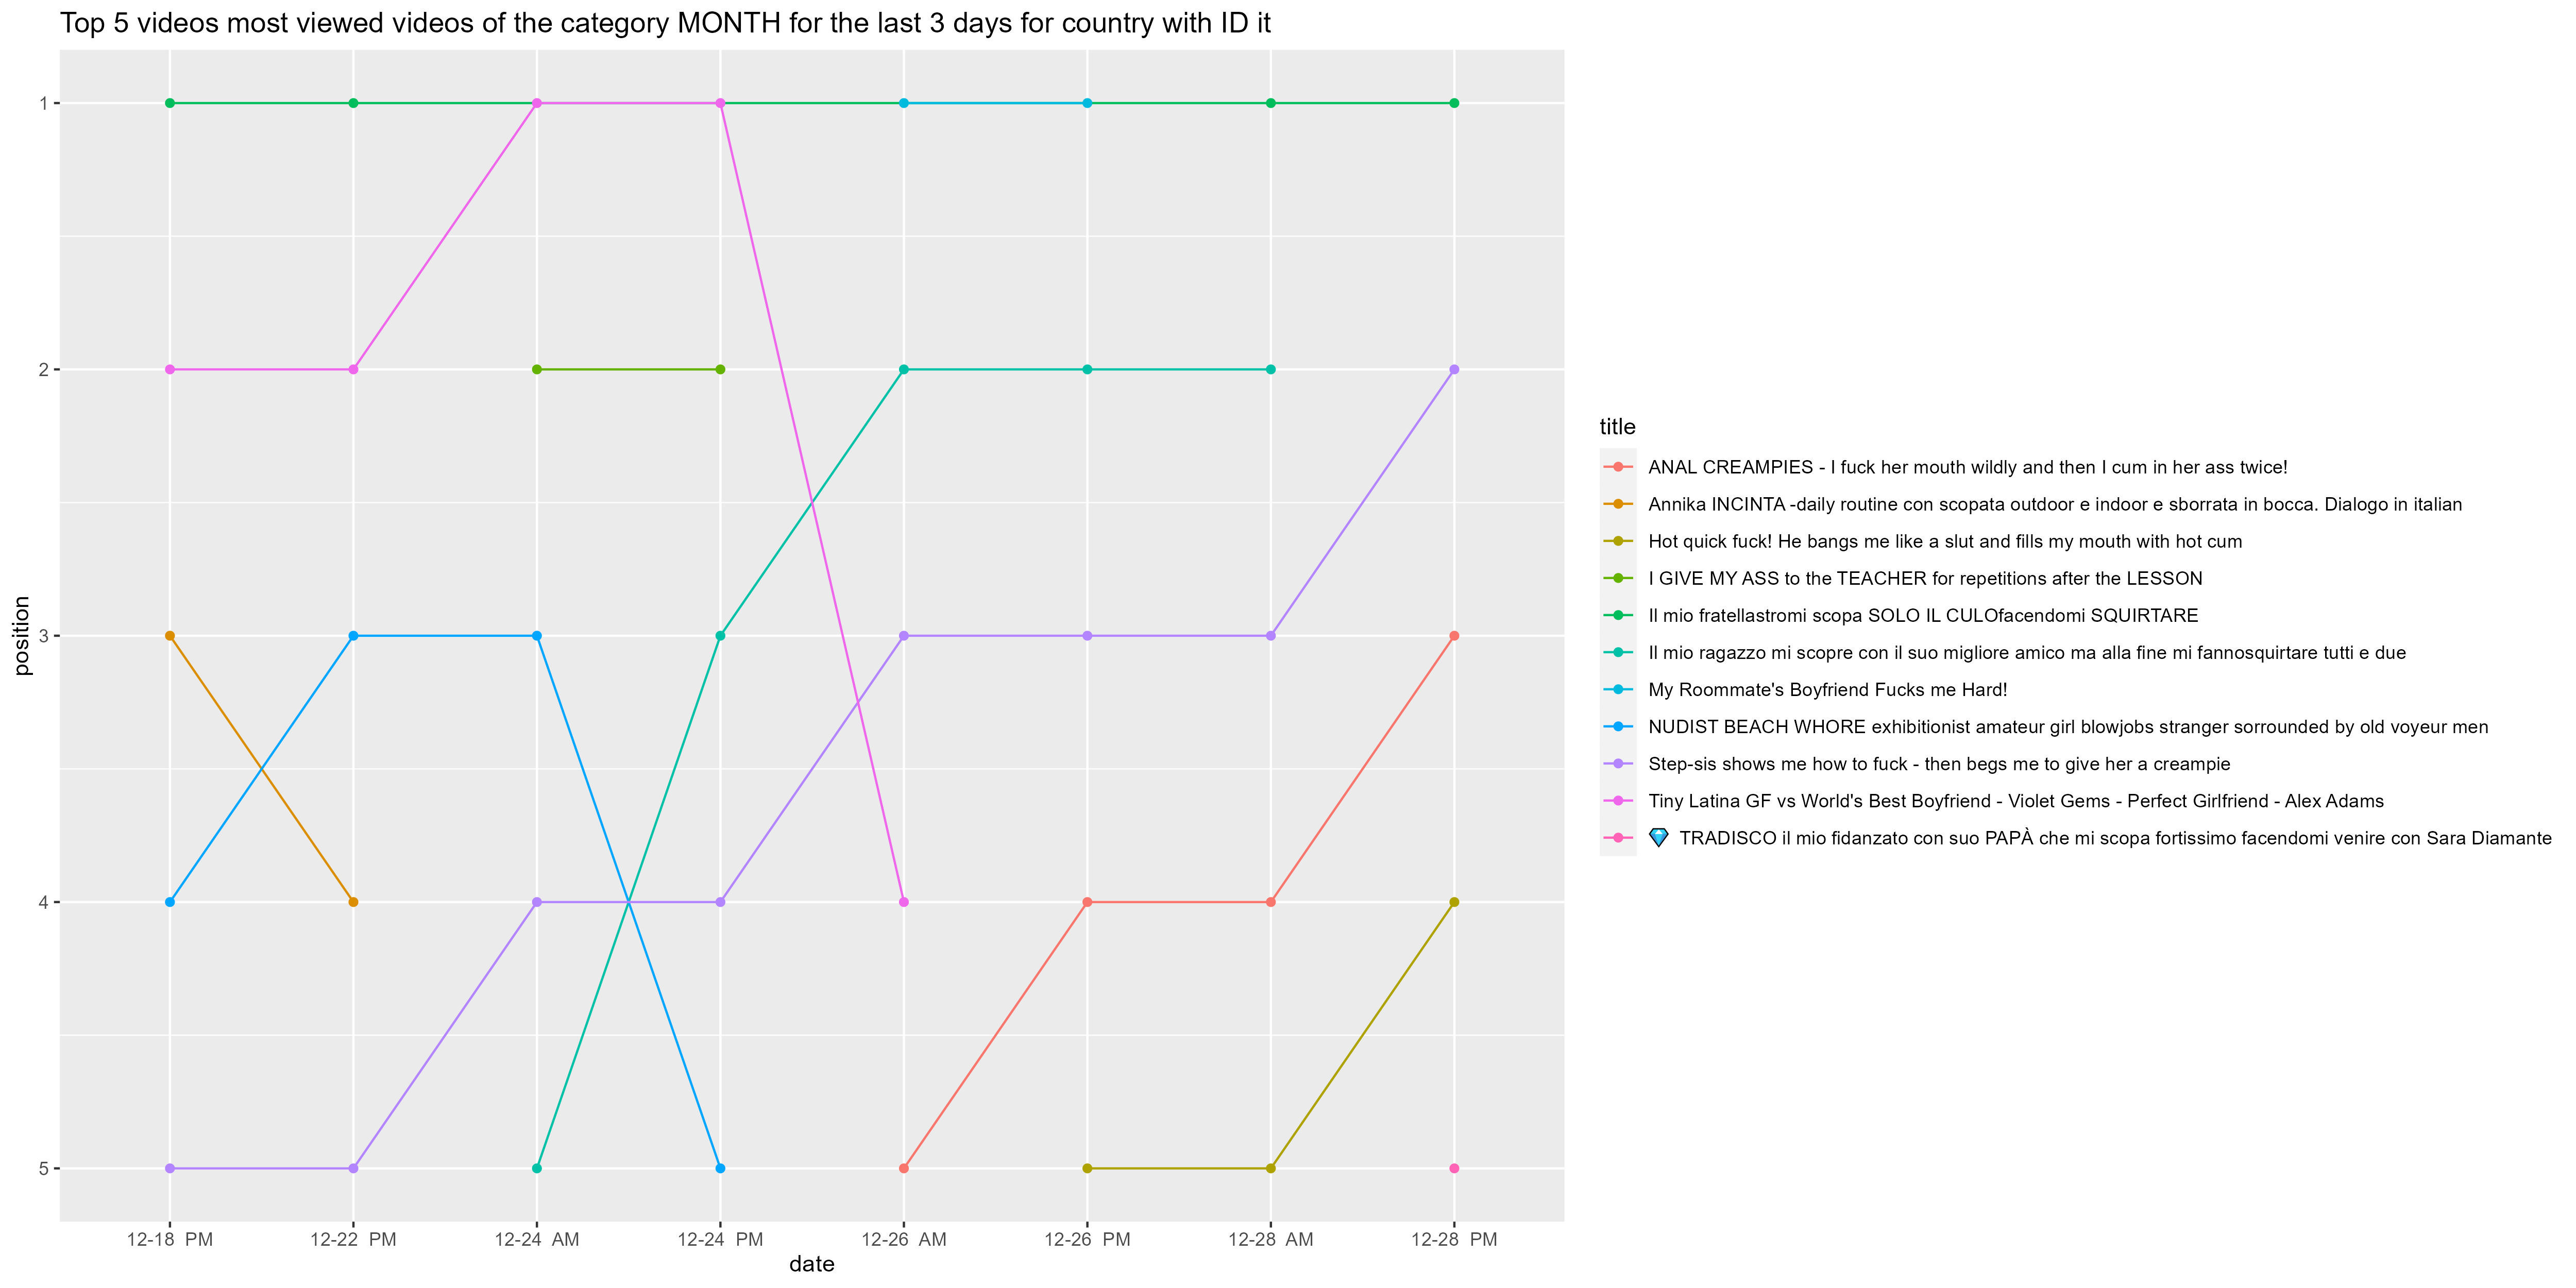 Top 5 videos most viewed videos of the category MONTH for the last 3 days for country with ID it
1
2
3
4
5
position
12-18 PM
12-22 PM
12-24 AM
12-24 PM
12-26 AM
12-26 PM
12-28 AM
12-28 PM
date
title
ANAL CREAMPIES - I fuck her mouth wildly and then I cum in her ass twice!
Annika INCINTA -daily routine con scopata outdoor e indoor e sborrata in bocca. Dialogo in italian
Hot quick fuck! He bangs me like a slut and fills my mouth with hot cum
I GIVE MY ASS to the TEACHER for repetitions after the LESSON
Il mio fratellastromi scopa SOLO IL CULOfacendomi SQUIRTARE
Il mio ragazzo mi scopre con il suo migliore amico ma alla fine mi fannosquirtare tutti e due
My Roommate's Boyfriend Fucks me Hard!
NUDIST BEACH WHORE exhibitionist amateur girl blowjobs stranger sorrounded by old voyeur men
Step-sis shows me how to fuck - then begs me to give her a creampie
Tiny Latina GF vs World's Best Boyfriend - Violet Gems - Perfect Girlfriend - Alex Adams
💎 TRADISCO il mio fidanzato con suo PAPÀ che mi scopa fortissimo facendomi venire con Sara Diamante